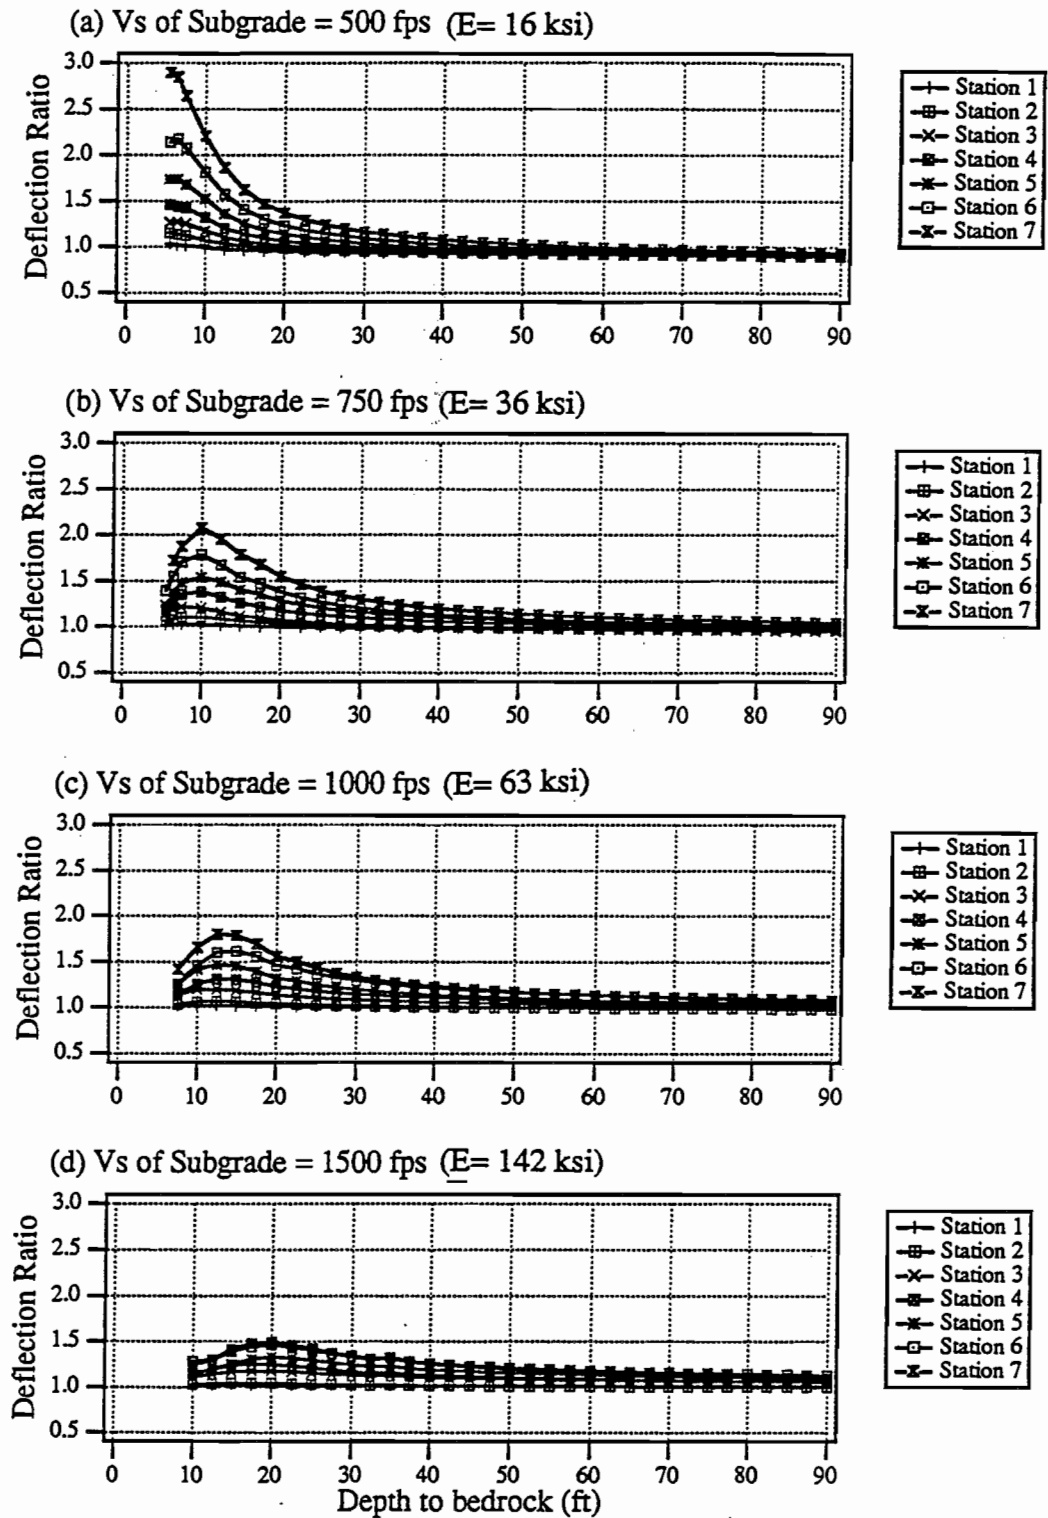 (a) Vs of Subgrade = 500 fps (E= 16 ksi)
Deflection Ratio
3.0
2.5
2.0
1.5
1.0
0.5
0 10 20 30 40 50 60 70 80 90
Station 1
Station 2
Station 3
Station 4
Station 5
Station 6
Station 7
(b) Vs of Subgrade = 750 fps (E= 36 ksi)
Deflection Ratio
3.0
2.5
2.0
1.5
1.0
0.5
0 10 20 30 40 50 60 70 80 90
Station 1
Station 2
Station 3
Station 4
Station 5
Station 6
Station 7
(c) Vs of Subgrade = 1000 fps (E= 63 ksi)
Deflection Ratio
3.0
2.5
2.0
1.5
1.0
0.5
0 10 20 30 40 50 60 70 80 90
Station 1
Station 2
Station 3
Station 4
Station 5
Station 6
Station 7
(d) Vs of Subgrade = 1500 fps (E= 142 ksi)
Deflection Ratio
3.0
2.5
2.0
1.5
1.0
0.5
0 10 20 30 40 50 60 70 80 90
Station 1
Station 2
Station 3
Station 4
Station 5
Station 6
Station 7
Depth to bedrock (ft)